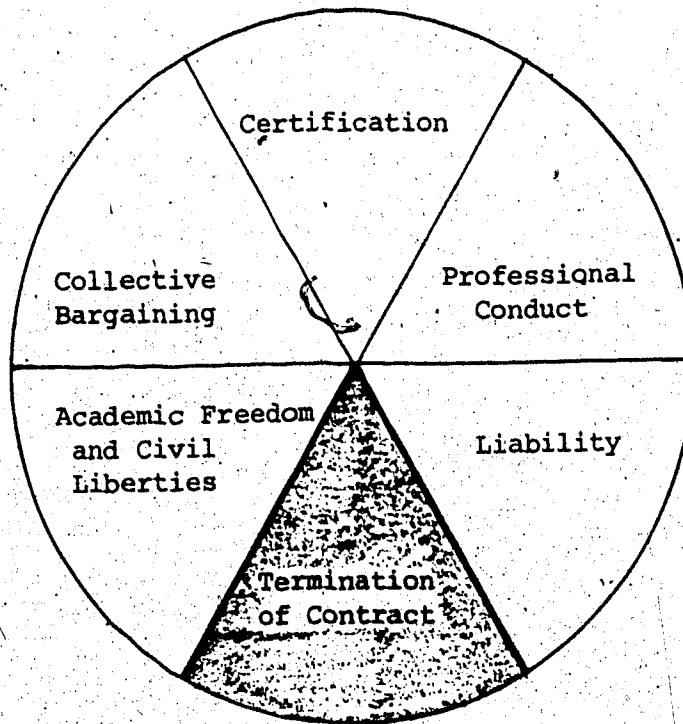 Certification
Collective
Bargaining
Professional
Conduct
Academic Freedom
and Civil
Liberties
Liability
Termination
of Contract